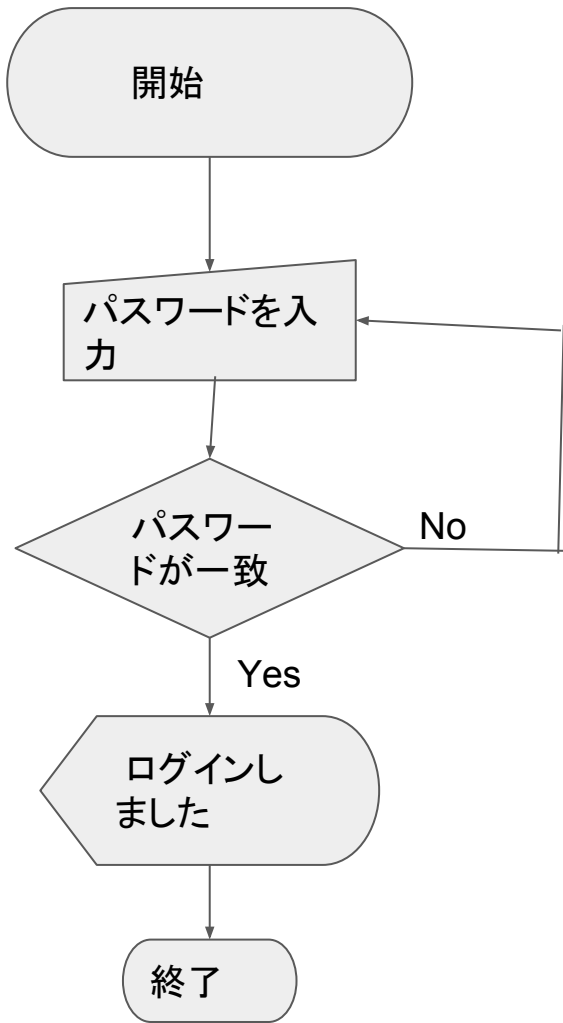 開始
パスワードを入
力
パスワー
ドが一致
No
Yes
ログインし
ました
終了